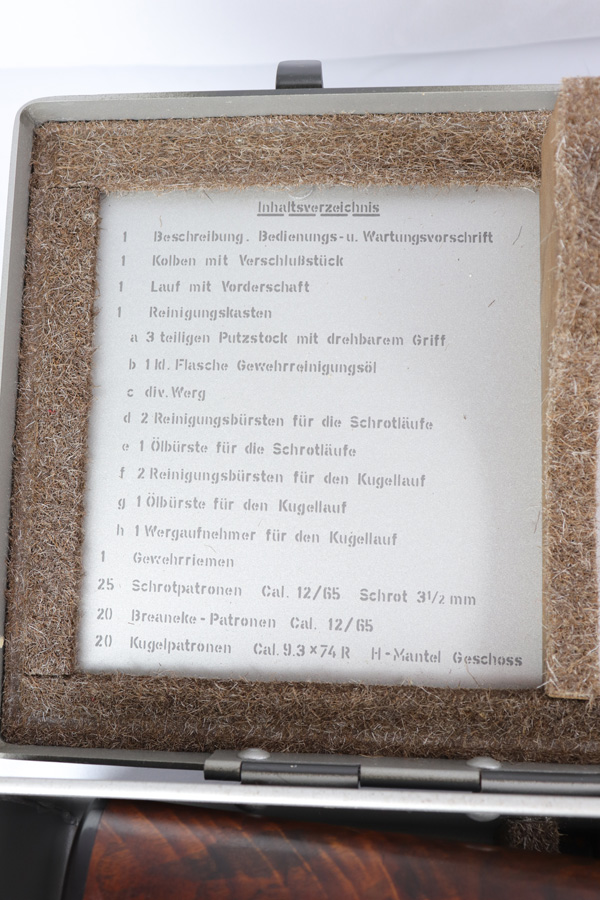 Inhaltsverzeichnis
1 Beschreibung. Bedienungs-u. Wartungsvorschrift
1 Kolben mit Verschlußstück
1 Lauf mit Vorderschaft
1 Reinigungskasten
a 3 teiligen Putzstock mit drehbarem Griff
b 1 kl. Flasche Gewehrreinigungsöl
c div. Werg
d 2 Reinigungsbürsten für die Schrotläufe
e 1 Ölbürste für die Schrotläufe
f 2 Reinigungsbürsten für den Kugellauf
g 1 Ölbürste für den Kugellauf
h 1 Wergaufnehmer für den Kugellauf
1 Gewehrriemen
25 Schrotpatronen Cal. 12/65 Schrot 3 1/2 mm
20 Breaneke-Patronen Cal. 12/65
20 Kugelpatronen Cal. 9.3 × 74 R H-Mantel Geschoss